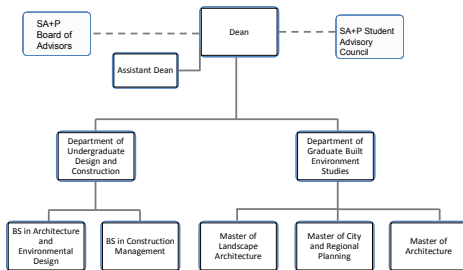 SA+P
Board of
Advisors
Dean
SA+P Student
Advisory
Council
Assistant Dean
Department of
Undergraduate
Design and
Construction
Department of
Graduate Built
Environment
Studies
BS in Architecture
and
Environmental
Design
BS in Construction
Management
Master of
Landscape
Architecture
Master of City
and Regional
Planning
Master of
Architecture